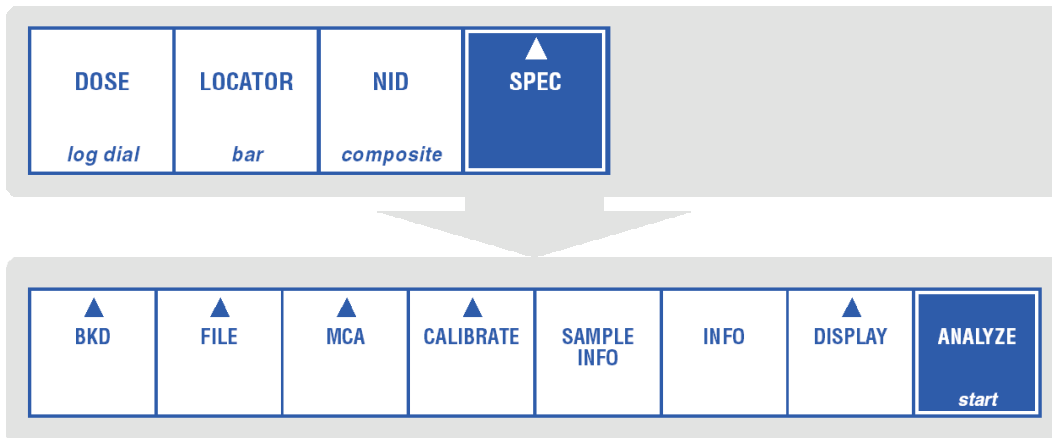 DOSE
log dial
LOCATOR
bar
NID
composite
SPEC
BKD
FILE
MCA
CALIBRATE
SAMPLE
INFO
INFO
DISPLAY
ANALYZE
start